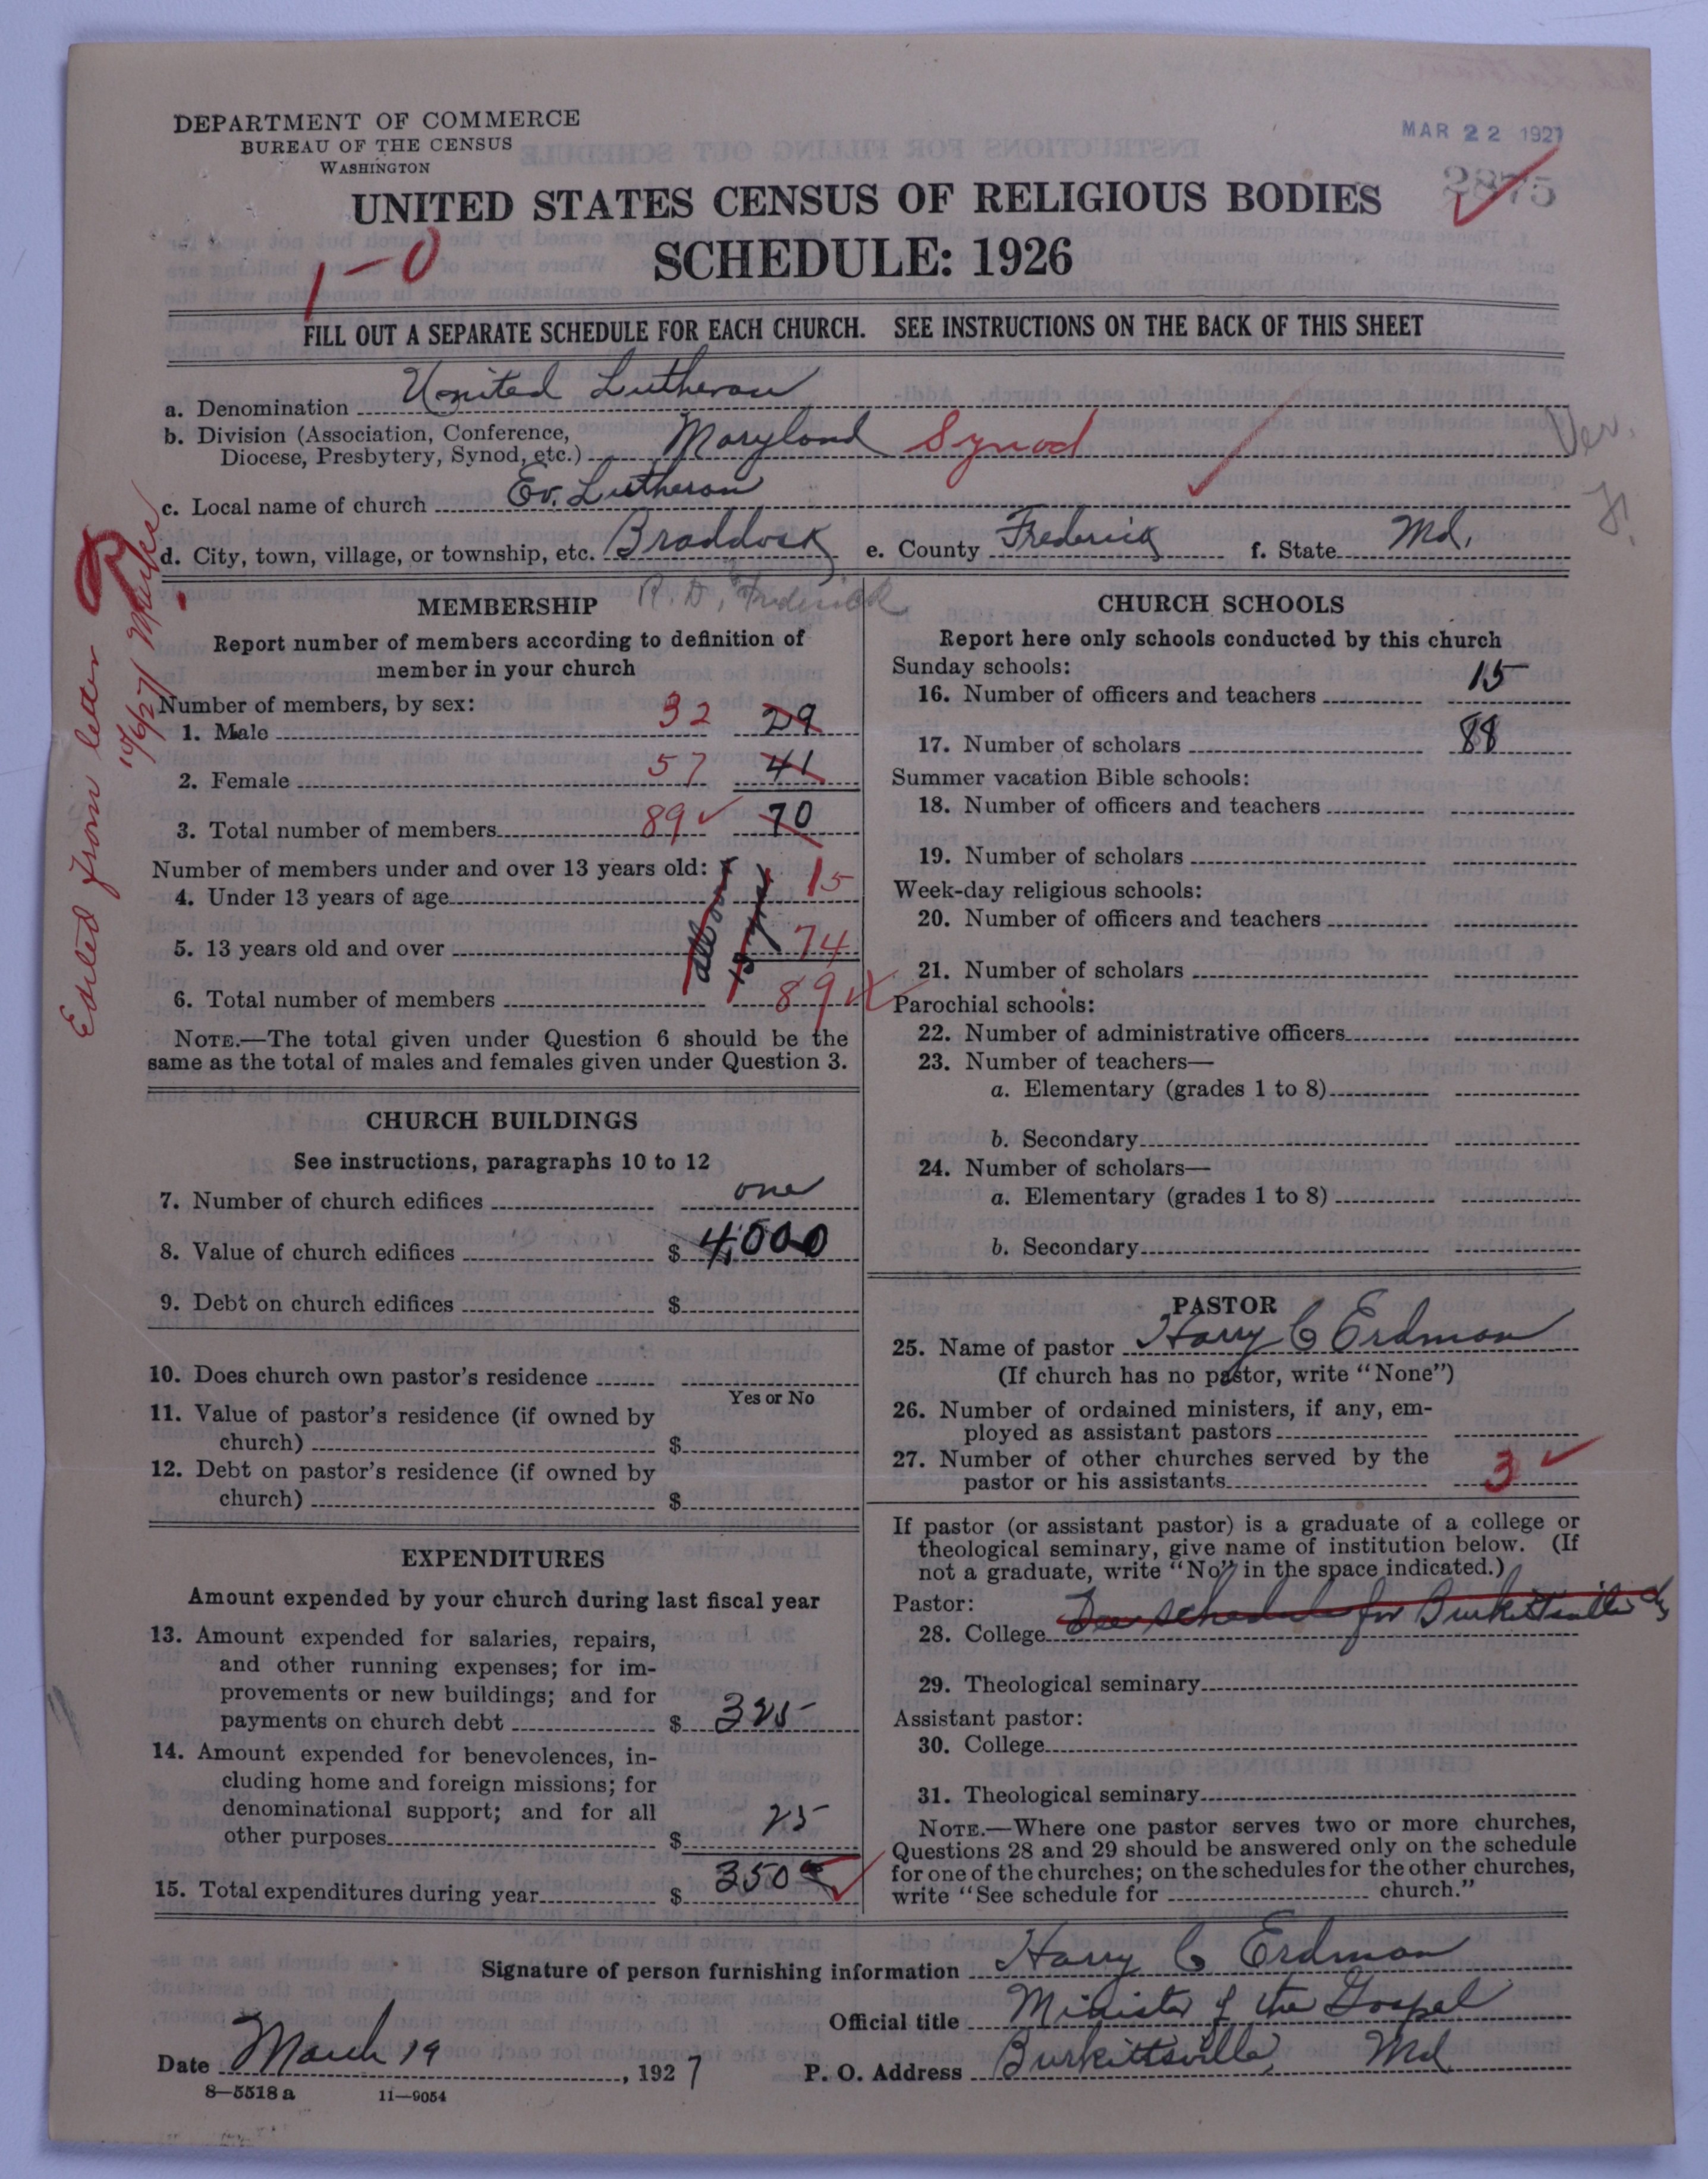 DEPARTMENT OF COMMERCE
BUREAU OF THE CENSUS
WASHINGTON
MAR 22 1927
2875
UNITED STATES CENSUS OF RELIGIOUS BODIES
SCHEDULE: 1926
1-0
FILL OUT A SEPARATE SCHEDULE FOR EACH CHURCH. SEE INSTRUCTIONS ON THE BACK OF THIS SHEET
a. Denomination United Lutheran
b. Division (Association, Conference,
Diocese, Presbytery, Synod, etc.) Maryland Synod
Ver.
c. Local name of church Ev. Lutheran
d. City, town, village, or township, etc. Braddock e. County Frederick f. State Md.
R. D., Frederick
Edited from letter
10/6/27
MEMBERSHIP
Report number of members according to definition of
member in your church
Number of members, by sex:
1. Male 32 29
2. Female 57 41
3. Total number of members 89 70
Number of members under and over 13 years old:
4. Under 13 years of age 15
5. 13 years old and over 74
all over
13 yrs
6. Total number of members 89
NOTE.—The total given under Question 6 should be the
same as the total of males and females given under Question 3.
CHURCH BUILDINGS
See instructions, paragraphs 10 to 12
7. Number of church edifices one
8. Value of church edifices $ 4,000
9. Debt on church edifices $
10. Does church own pastor's residence
Yes or No
11. Value of pastor's residence (if owned by
church) $
12. Debt on pastor's residence (if owned by
church) $
EXPENDITURES
Amount expended by your church during last fiscal year
13. Amount expended for salaries, repairs,
and other running expenses; for im-
provements or new buildings; and for
payments on church debt $ 325
14. Amount expended for benevolences, in-
cluding home and foreign missions; for
denominational support; and for all
other purposes $ 25
15. Total expenditures during year $ 350
CHURCH SCHOOLS
Report here only schools conducted by this church
Sunday schools:
16. Number of officers and teachers 15
17. Number of scholars 88
Summer vacation Bible schools:
18. Number of officers and teachers
19. Number of scholars
Week-day religious schools:
20. Number of officers and teachers
21. Number of scholars
Parochial schools:
22. Number of administrative officers
23. Number of teachers—
a. Elementary (grades 1 to 8)
b. Secondary
24. Number of scholars—
a. Elementary (grades 1 to 8)
b. Secondary
PASTOR
25. Name of pastor Harry C Erdman
(If church has no pastor, write "None")
26. Number of ordained ministers, if any, em-
ployed as assistant pastors
27. Number of other churches served by the
pastor or his assistants 3
If pastor (or assistant pastor) is a graduate of a college or
theological seminary, give name of institution below. (If
not a graduate, write "No" in the space indicated.)
Pastor:
28. College See schedule for Burkittsville
29. Theological seminary
Assistant pastor:
30. College
31. Theological seminary
NOTE.—Where one pastor serves two or more churches,
Questions 28 and 29 should be answered only on the schedule
for one of the churches; on the schedules for the other churches,
write "See schedule for church."
Signature of person furnishing information Harry C Erdman
Official title Minister of the Gospel
Date March 19, 1927 P. O. Address Burkittsville, Md
8—5518 a 11—9054